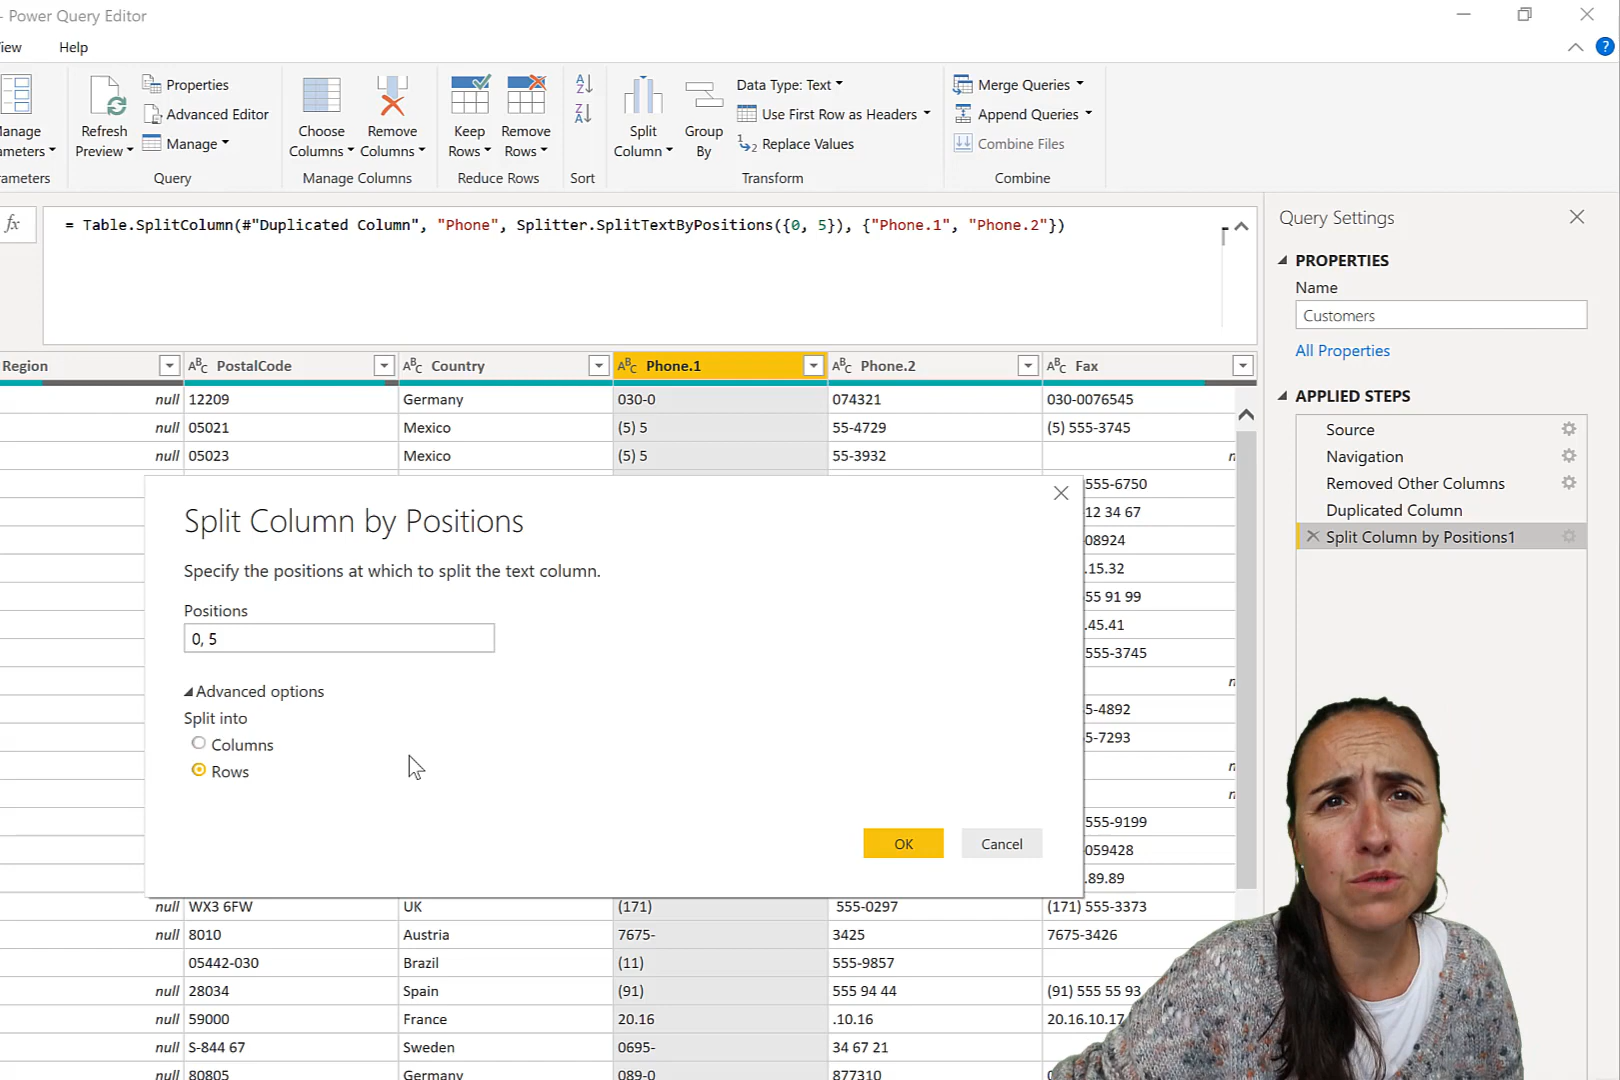 - Power Query Editor
Help
Refresh Preview
Properties
Advanced Editor
Manage
Query
Choose Columns
Remove Columns
Manage Columns
Keep Rows
Remove Rows
Reduce Rows
Sort
Split Column
Group By
Data Type: Text
Use First Row as Headers
Replace Values
Transform
Merge Queries
Append Queries
Combine Files
Combine
fx
= Table.SplitColumn(#"Duplicated Column", "Phone", Splitter.SplitTextByPositions({0, 5}), {"Phone.1", "Phone.2"})
Region PostalCode Country Phone.1 Phone.2 Fax
null 12209 Germany 030-0 074321 030-0076545
null 05021 Mexico (5) 5 55-4729 (5) 555-3745
null 05023 Mexico (5) 5 55-3932
555-6750
12 34 67
08924
.15.32
55 91 99
.45.41
555-3745
5-4892
5-7293
555-9199
059428
.89.89
Split Column by Positions
Specify the positions at which to split the text column.
Positions
0, 5
Advanced options
Split into
Columns
Rows
OK
Cancel
null WX3 6FW UK (171) 555-0297 (171) 555-3373
null 8010 Austria 7675- 3425 7675-3426
05442-030 Brazil (11) 555-9857
null 28034 Spain (91) 555 94 44 (91) 555 55 93
null 59000 France 20.16 .10.16 20.16.10.17
null S-844 67 Sweden 0695- 34 67 21
null 80805 Germany 089-0 877310
Query Settings
PROPERTIES
Name
Customers
All Properties
APPLIED STEPS
Source
Navigation
Removed Other Columns
Duplicated Column
Split Column by Positions1